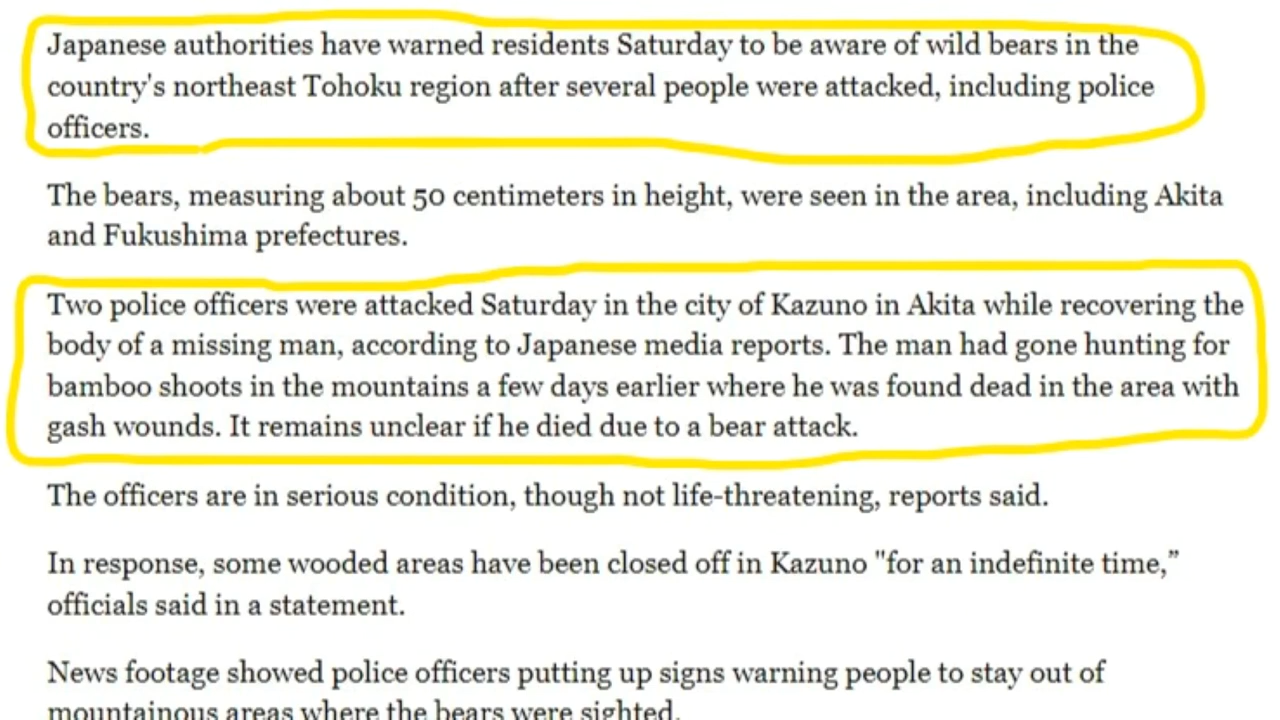 Japanese authorities have warned residents Saturday to be aware of wild bears in the
country's northeast Tohoku region after several people were attacked, including police
officers.
The bears, measuring about 50 centimeters in height, were seen in the area, including Akita
and Fukushima prefectures.
Two police officers were attacked Saturday in the city of Kazuno in Akita while recovering the
body of a missing man, according to Japanese media reports. The man had gone hunting for
bamboo shoots in the mountains a few days earlier where he was found dead in the area with
gash wounds. It remains unclear if he died due to a bear attack.
The officers are in serious condition, though not life-threatening, reports said.
In response, some wooded areas have been closed off in Kazuno "for an indefinite time,”
officials said in a statement.
News footage showed police officers putting up signs warning people to stay out of
mountainous areas where the bears were sighted.